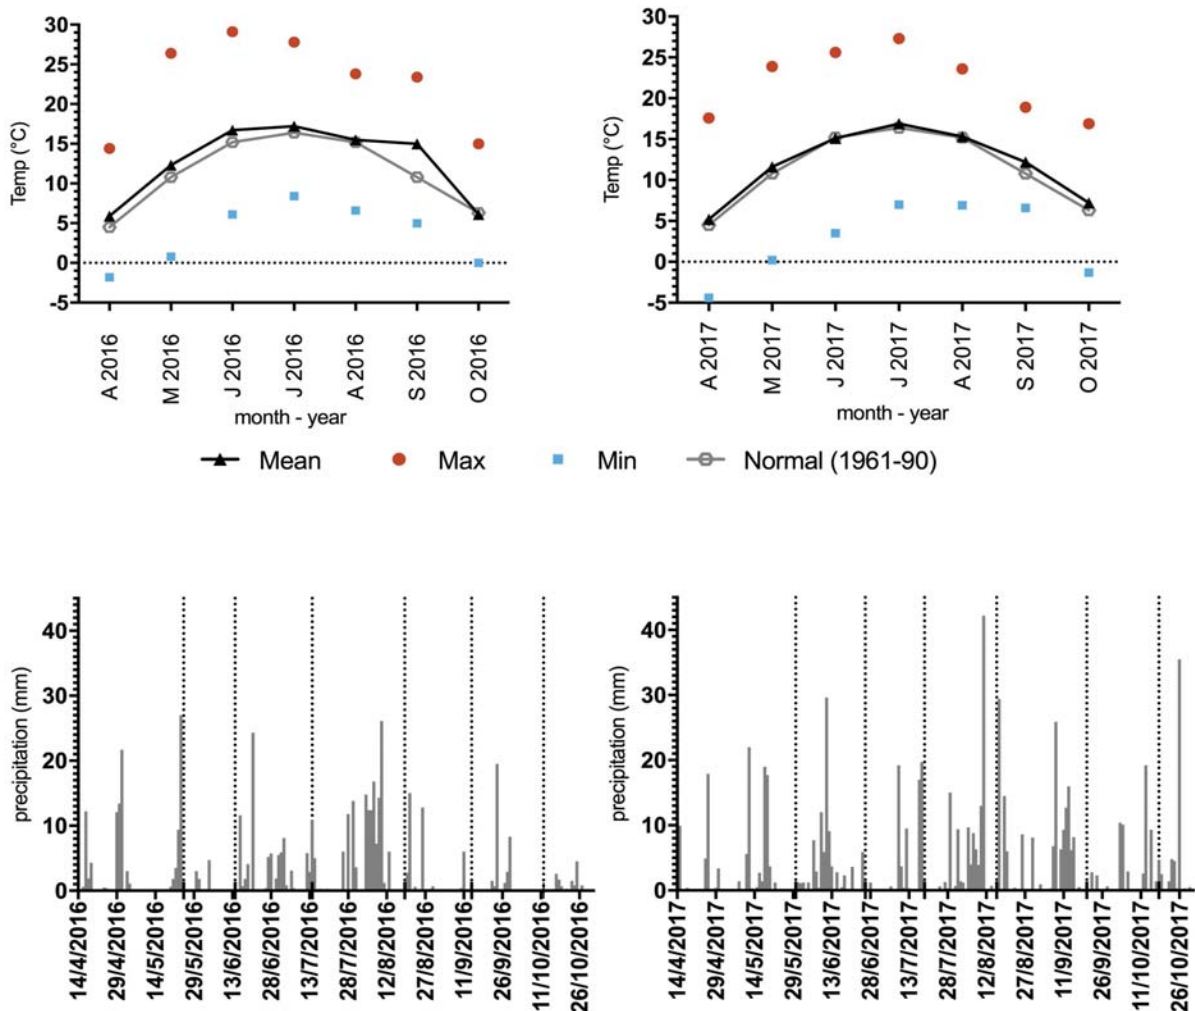 30
25
20
15
10
5
0
-5
Temp (°C)
A 2016
M 2016
J 2016
J 2016
A 2016
S 2016
O 2016
month - year
30
25
20
15
10
5
0
-5
Temp (°C)
A 2017
M 2017
J 2017
J 2017
A 2017
S 2017
O 2017
month - year
Mean Max Min Normal (1961-90)
40
30
20
10
0
precipitation (mm)
14/4/2016
29/4/2016
14/5/2016
29/5/2016
13/6/2016
28/6/2016
13/7/2016
28/7/2016
12/8/2016
27/8/2016
11/9/2016
26/9/2016
11/10/2016
26/10/2016
40
30
20
10
0
precipitation (mm)
14/4/2017
29/4/2017
14/5/2017
29/5/2017
13/6/2017
28/6/2017
13/7/2017
28/7/2017
12/8/2017
27/8/2017
11/9/2017
26/9/2017
11/10/2017
26/10/2017